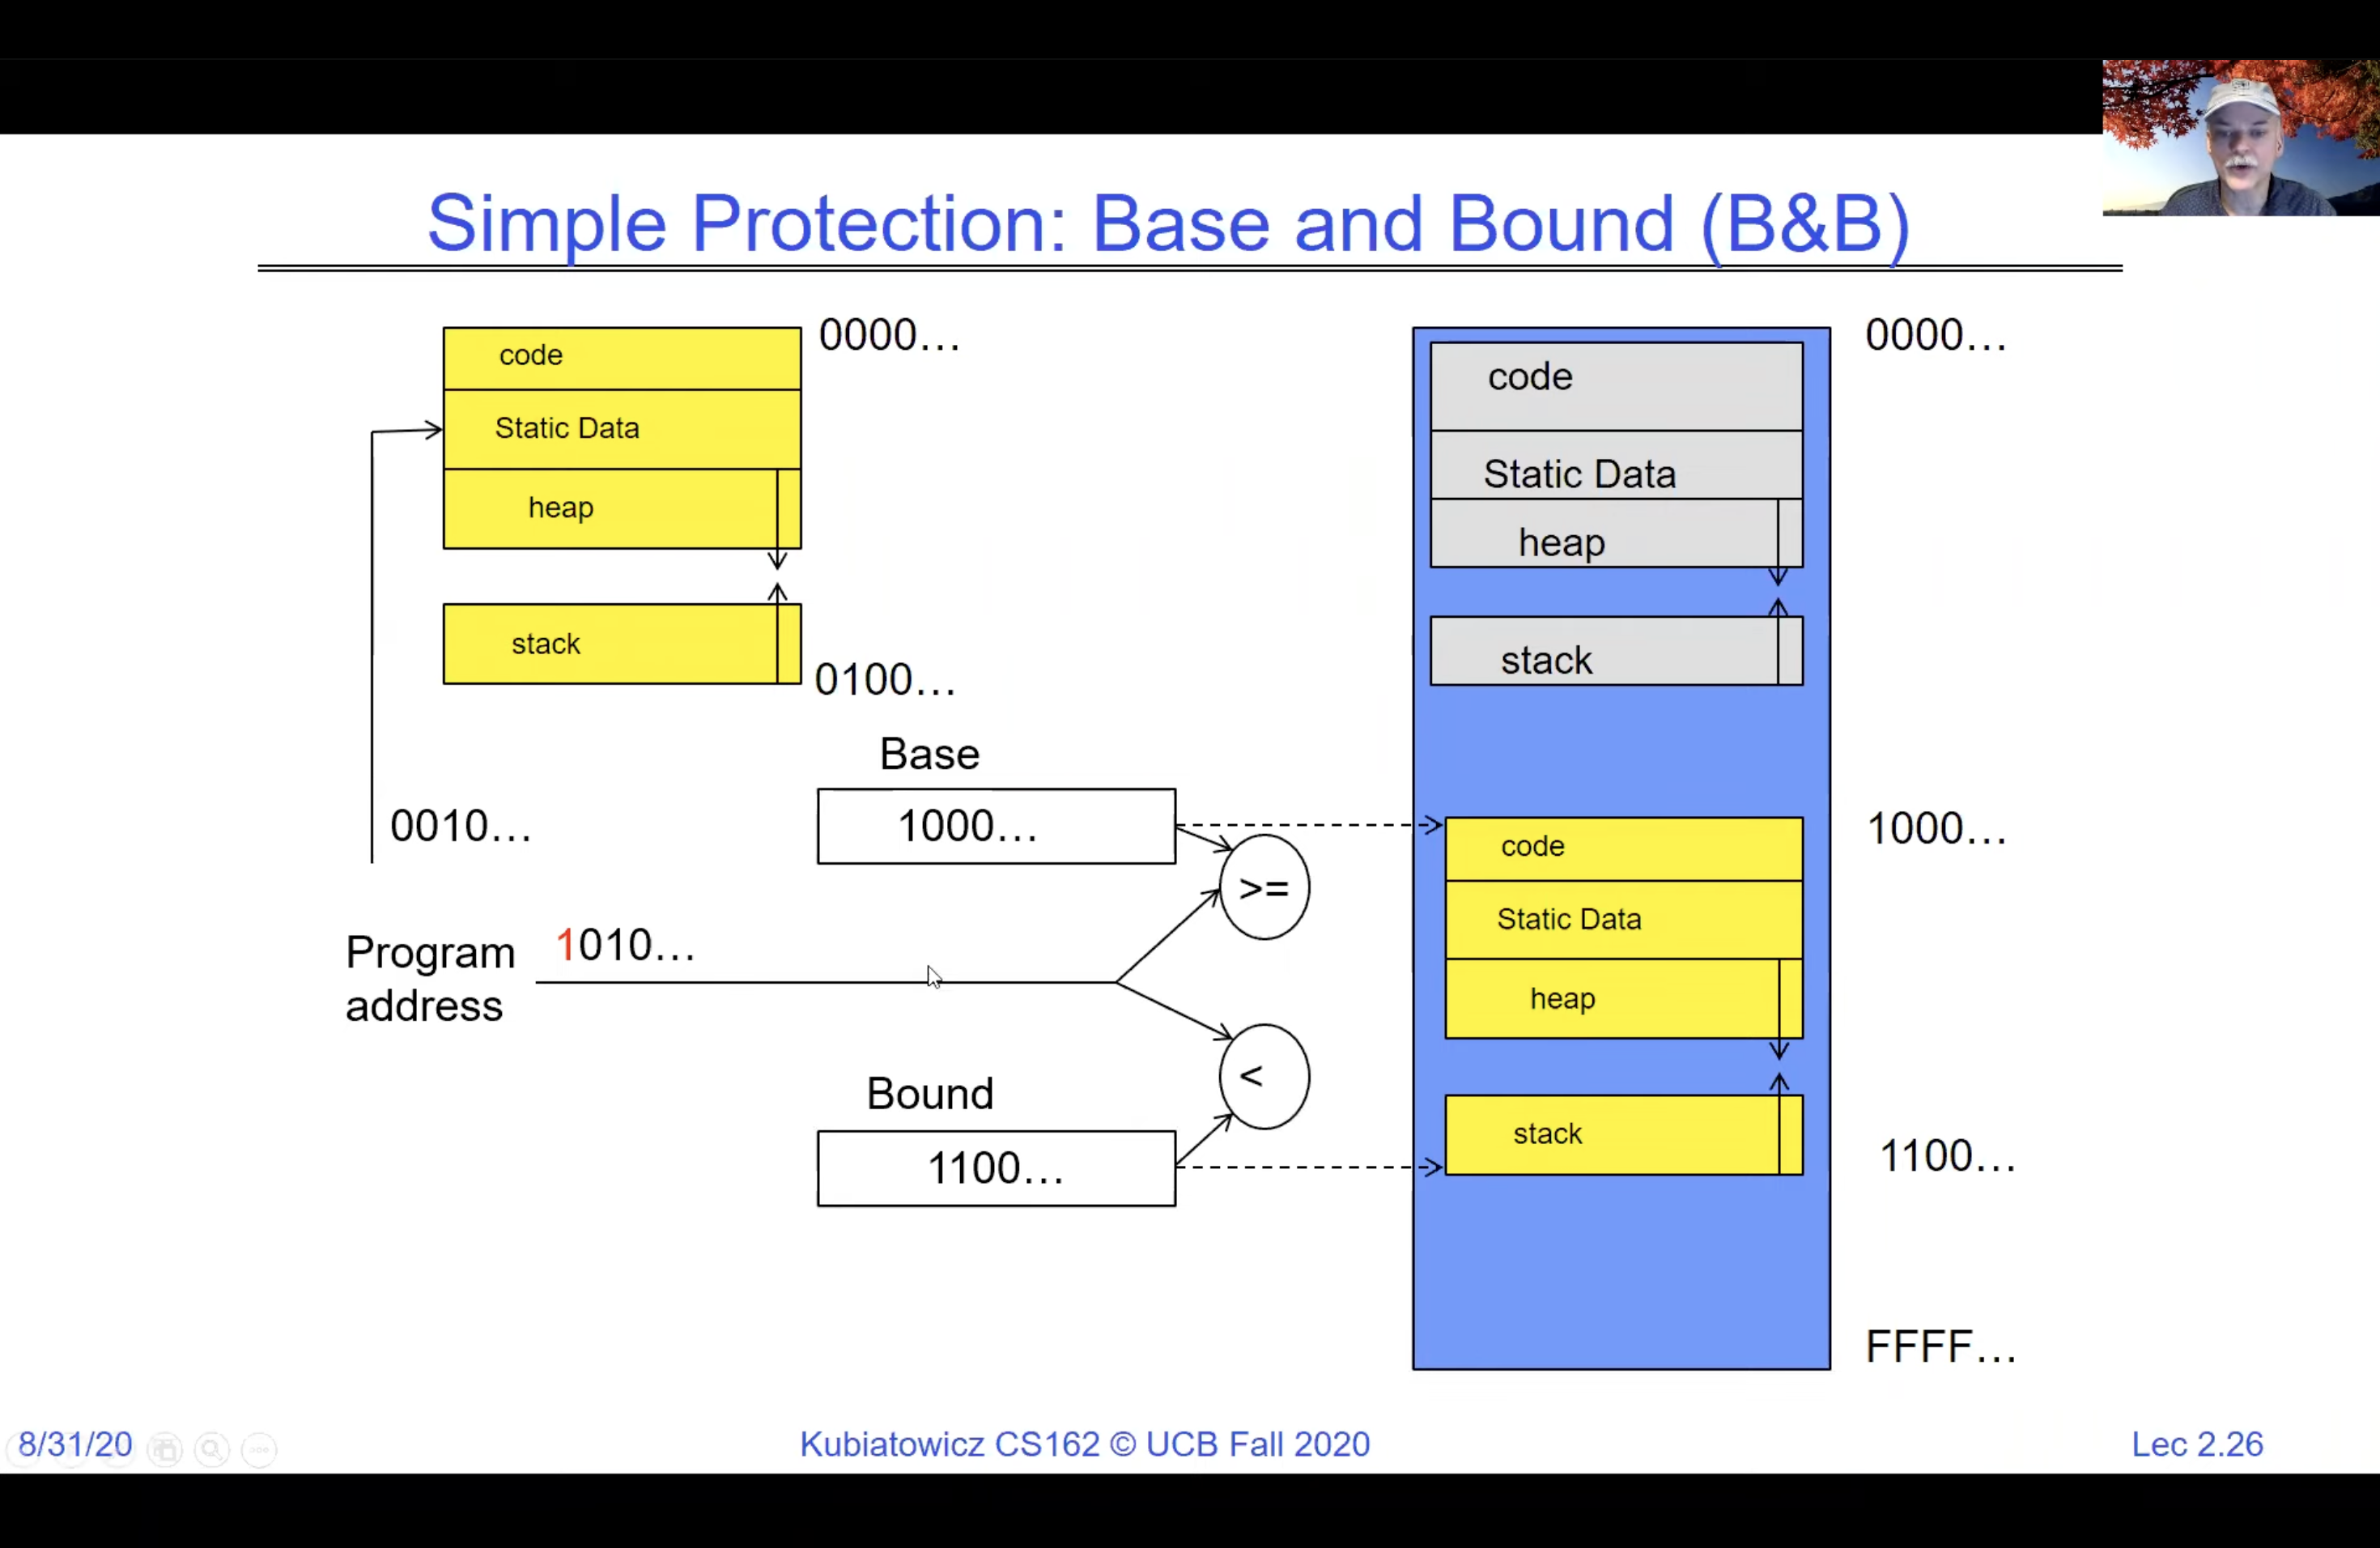 Simple Protection: Base and Bound (B&B)
code
0000…
Static Data
heap
stack
0100…
0010…
Base
1000…
>=
Program
address
1010…
<
Bound
1100…
code
0000…
Static Data
heap
stack
code
1000…
Static Data
heap
stack
1100…
FFFF…
8/31/20
Kubiatowicz CS162 © UCB Fall 2020
Lec 2.26